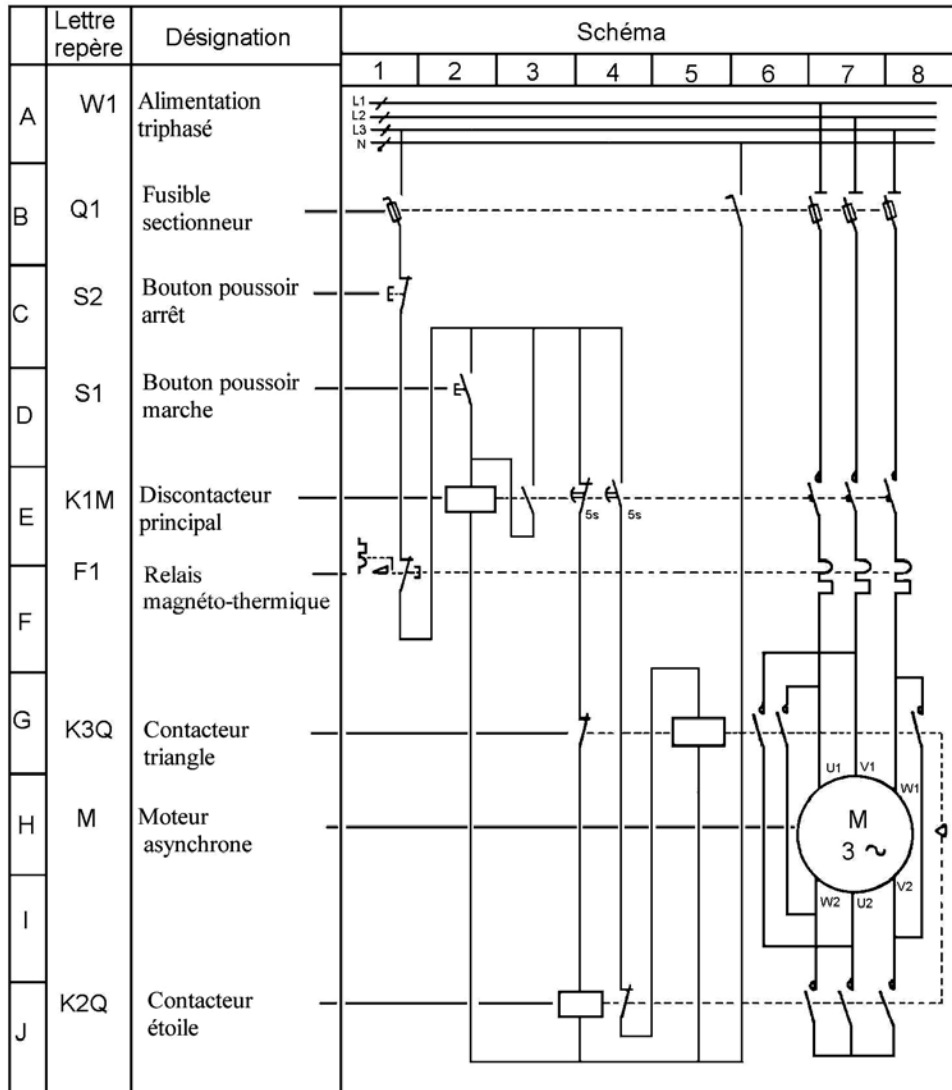 Lettre
repère
Désignation
Schéma
1 2 3 4 5 6 7 8
A
W1
Alimentation
triphasé
L1
L2
L3
N
B
Q1
Fusible
sectionneur
C
S2
Bouton poussoir
arrêt
D
S1
Bouton poussoir
marche
E
K1M
Discontacteur
principal
5s 5s
F
F1
Relais
magnéto-thermique
G
K3Q
Contacteur
triangle
U1 V1
W1
H
M
Moteur
asynchrone
M
3 ~
V2
W2 U2
I
J
K2Q
Contacteur
étoile